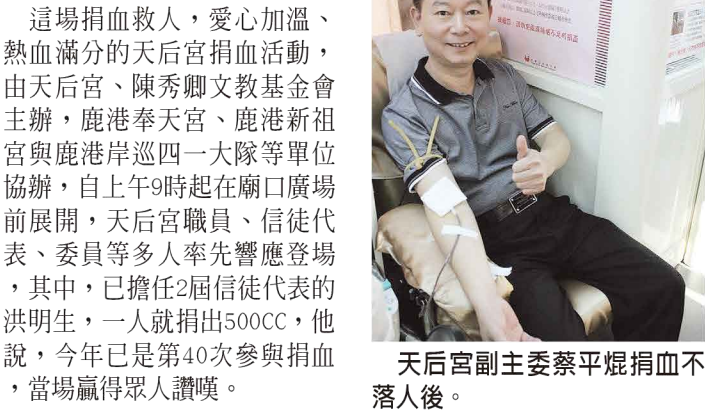 這場捐血救人，愛心加溫、
熱血滿分的天后宮捐血活動，
由天后宮、陳秀卿文教基金會
主辦，鹿港奉天宮、鹿港新祖
宮與鹿港岸巡四一大隊等單位
協辦，自上午9時起在廟口廣場
前展開，天后宮職員、信徒代
表、委員等多人率先響應登場
，其中，已擔任2屆信徒代表的
洪明生，一人就捐出500CC，他
說，今年已是第40次參與捐血
，當場贏得眾人讚嘆。
天后宮副主委蔡平焜捐血不
落人後。